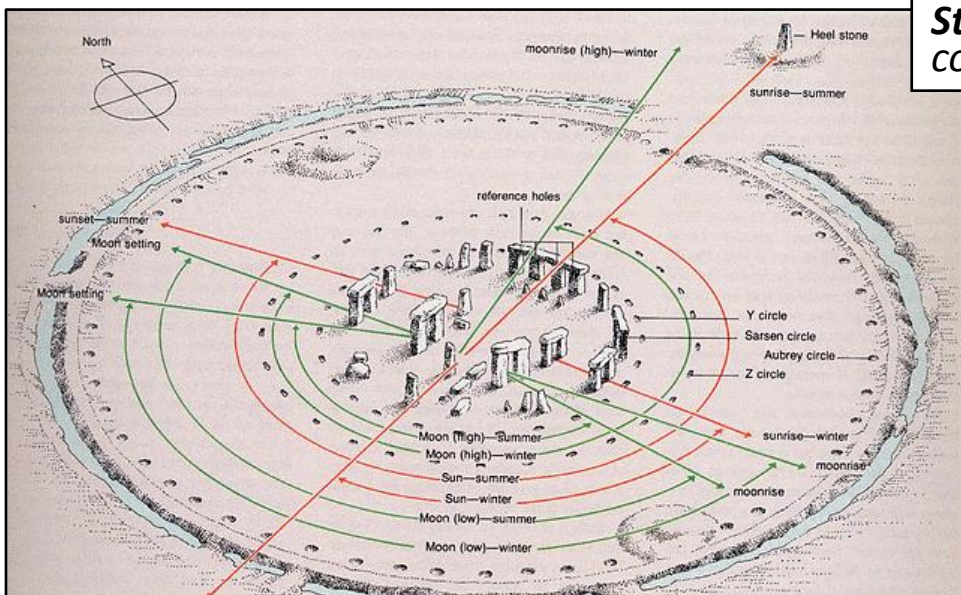 St
co
North
Heel stone
moonrise (high)—winter
sunrise—summer
reference holes
sunset—summer
Moon setting
Moon setting
Y circle
Sarsen circle
Aubrey circle
Z circle
sunrise—winter
moonrise
moonrise
Moon (high)—summer
Moon (high)—winter
Sun—summer
Sun—winter
Moon (low)—summer
Moon (low)—winter